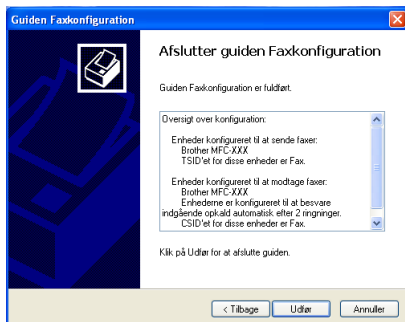 Guiden Faxkonfiguration
Afslutter guiden Faxkonfiguration
Guiden Faxkonfiguration er fuldført.
Oversigt over konfiguration:
Enheder konfigureret til at sende faxer:
Brother MFC-XXX
TSID'et for disse enheder er Fax.
Enheder konfigureret til at modtage faxer:
Brother MFC-XXX
Enhederne er konfigureret til at besvare
indgående opkald automatisk efter 2 ringninger.
CSID'et for disse enheder er Fax.
Klik på Udfør for at afslutte guiden.
< Tilbage
Udfør
Annuller